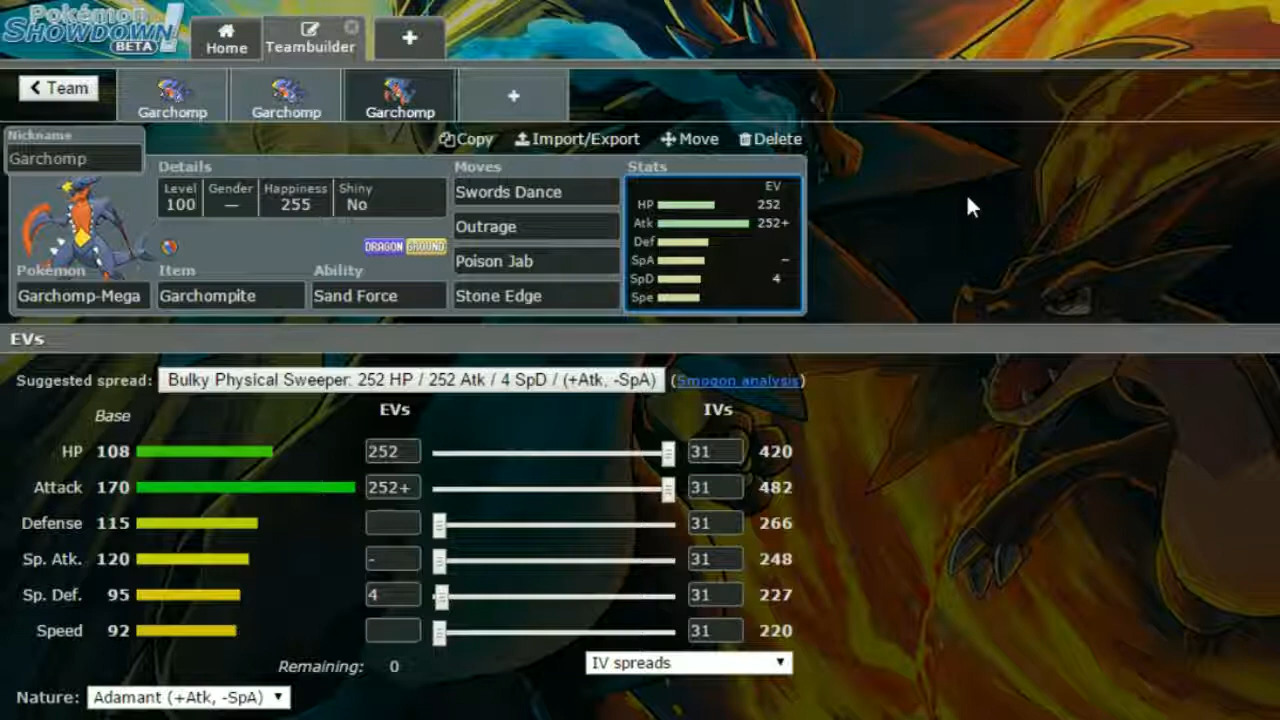 Pokémon
SHOWDOWN!
BETA
Home
Teambuilder
+
< Team
Garchomp
Garchomp
Garchomp
+
Nickname
Garchomp
Copy
Import/Export
Move
Delete
Details
Level
100
Gender
—
Happiness
255
Shiny
No
DRAGON GROUND
Pokémon
Garchomp-Mega
Item
Garchompite
Ability
Sand Force
Moves
Swords Dance
Outrage
Poison Jab
Stone Edge
Stats
EV
HP 252
Atk 252+
Def
SpA –
SpD 4
Spe
EVs
Suggested spread: Bulky Physical Sweeper: 252 HP / 252 Atk / 4 SpD / (+Atk, -SpA) (Smogon analysis)
Base EVs IVs
HP 108 252 31 420
Attack 170 252+ 31 482
Defense 115 31 266
Sp. Atk. 120 - 31 248
Sp. Def. 95 4 31 227
Speed 92 31 220
Remaining: 0
IV spreads
Nature: Adamant (+Atk, -SpA)